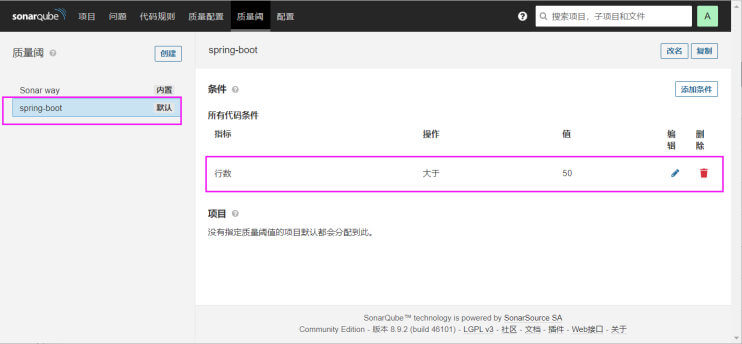 sonarqube 项目 问题 代码规则 质量配置 质量阈 配置 搜索项目，子项目和文件 A
质量阈 创建
Sonar way 内置
spring-boot 默认
spring-boot 改名 复制
条件 添加条件
所有代码条件
指标 操作 值 编辑 删除
行数 大于 50
项目
没有指定质量阈值的项目默认都会分配到此。
SonarQube™ technology is powered by SonarSource SA
Community Edition - 版本 8.9.2 (build 46101) - LGPL v3 - 社区 - 文档 - 插件 - Web接口 - 关于